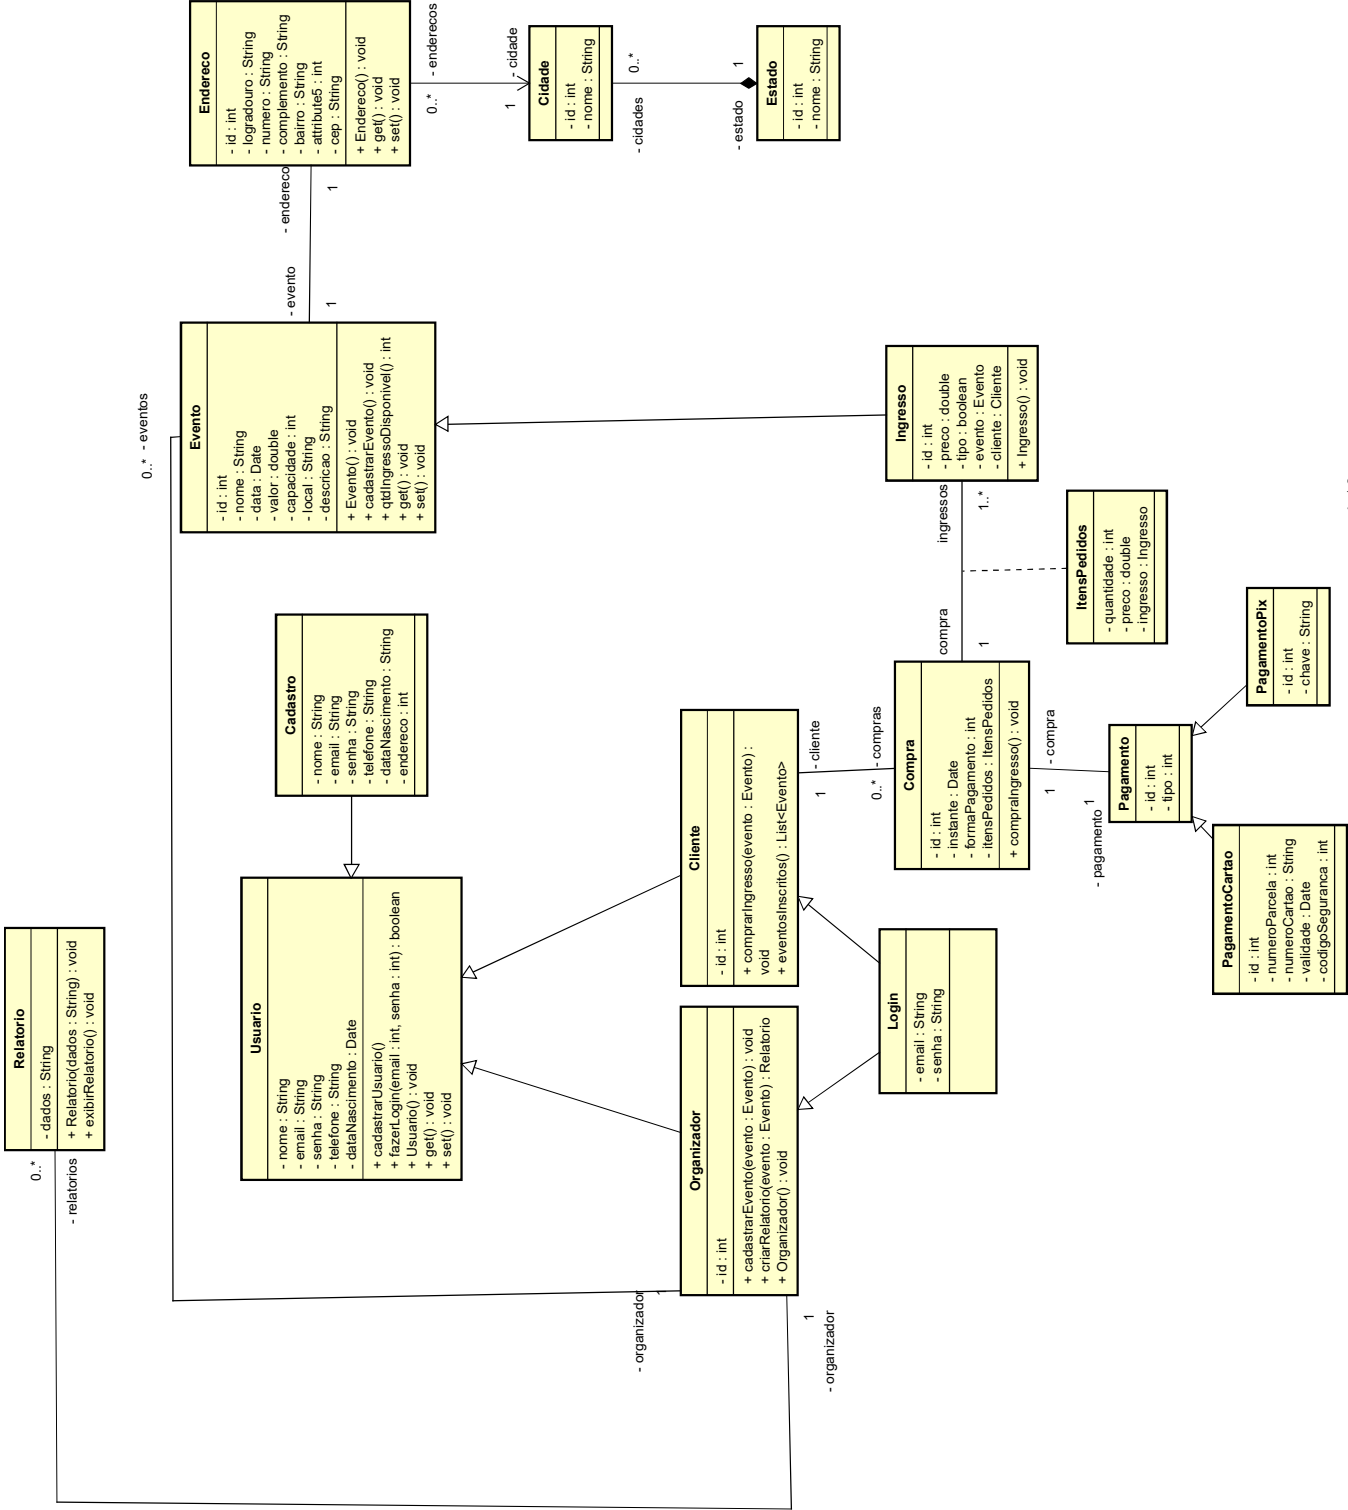 Relatorio
- dados : String
+ Relatorio(dados : String) : void
+ exibirRelatorio() : void
0..*
- relatorios
Usuario
- nome : String
- email : String
- senha : String
- telefone : String
- dataNascimento : Date
+ cadastrarUsuario()
+ fazerLogin(email : int, senha : int) : boolean
+ Usuario() : void
+ get() : void
+ set() : void
Cadastro
- nome : String
- email : String
- senha : String
- telefone : String
- dataNascimento : String
- endereco : int
0..*
- eventos
Evento
- id : int
- nome : String
- data : Date
- valor : double
- capacidade : int
- local : String
- descricao : String
+ Evento() : void
+ cadastrarEvento() : void
+ qtdIngressoDisponivel() : int
+ get() : void
+ set() : void
- evento
1
- endereco
1
Endereco
- id : int
- logradouro : String
- numero : String
- complemento : String
- bairro : String
- attribute5 : int
- cep : String
+ Endereco() : void
+ get() : void
+ set() : void
- enderecos
0..*
- cidade
1
Cidade
- id : int
- nome : String
0..*
- cidades
1
- estado
Estado
- id : int
- nome : String
- organizador
1
Organizador
- id : int
+ cadastrarEvento(evento : Evento) : void
+ criarRelatorio(evento : Evento) : Relatorio
+ Organizador() : void
1
- organizador
Cliente
- id : int
+ comprarIngresso(evento : Evento) :
void
+ eventosInscritos() : List<Evento>
- cliente
1
- compras
0..*
Login
- email : String
- senha : String
Compra
- id : int
- instante : Date
- formaPagamento : int
- itensPedidos : ItensPedidos
+ compraIngresso() : void
compra
1
ingressos
1..*
Ingresso
- id : int
- preco : double
- tipo : boolean
- evento : Evento
- cliente : Cliente
+ Ingresso() : void
ItensPedidos
- quantidade : int
- preco : double
- ingresso : Ingresso
- compra
1
1
- pagamento
Pagamento
- id : int
- tipo : int
PagamentoCartao
- id : int
- numeroParcela : int
- numeroCartao : String
- validade : Date
- codigoSeguranca : int
PagamentoPix
- id : int
- chave : String